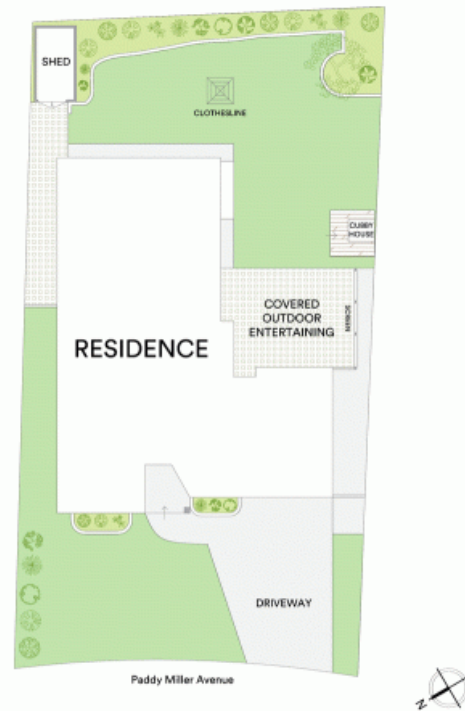 SHED
CLOTHESLINE
CUBBY
HOUSE
COVERED
OUTDOOR
ENTERTAINING
SCREEN
RESIDENCE
DRIVEWAY
Paddy Miller Avenue
N